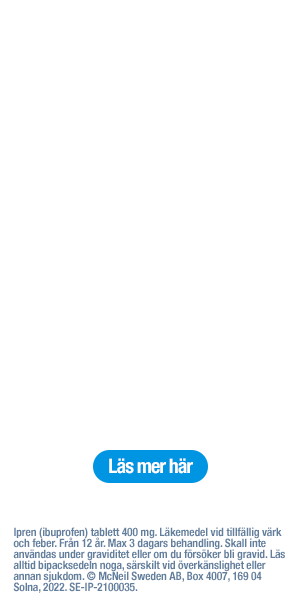 Läs mer här
Ipren (ibuprofen) tablett 400 mg. Läkemedel vid tillfällig värk
och feber. Från 12 år. Max 3 dagars behandling. Skall inte
användas under graviditet eller om du försöker bli gravid. Läs
alltid bipacksedeln noga, särskilt vid överkänslighet eller
annan sjukdom. © McNeil Sweden AB, Box 4007, 169 04
Solna, 2022. SE-IP-2100035.